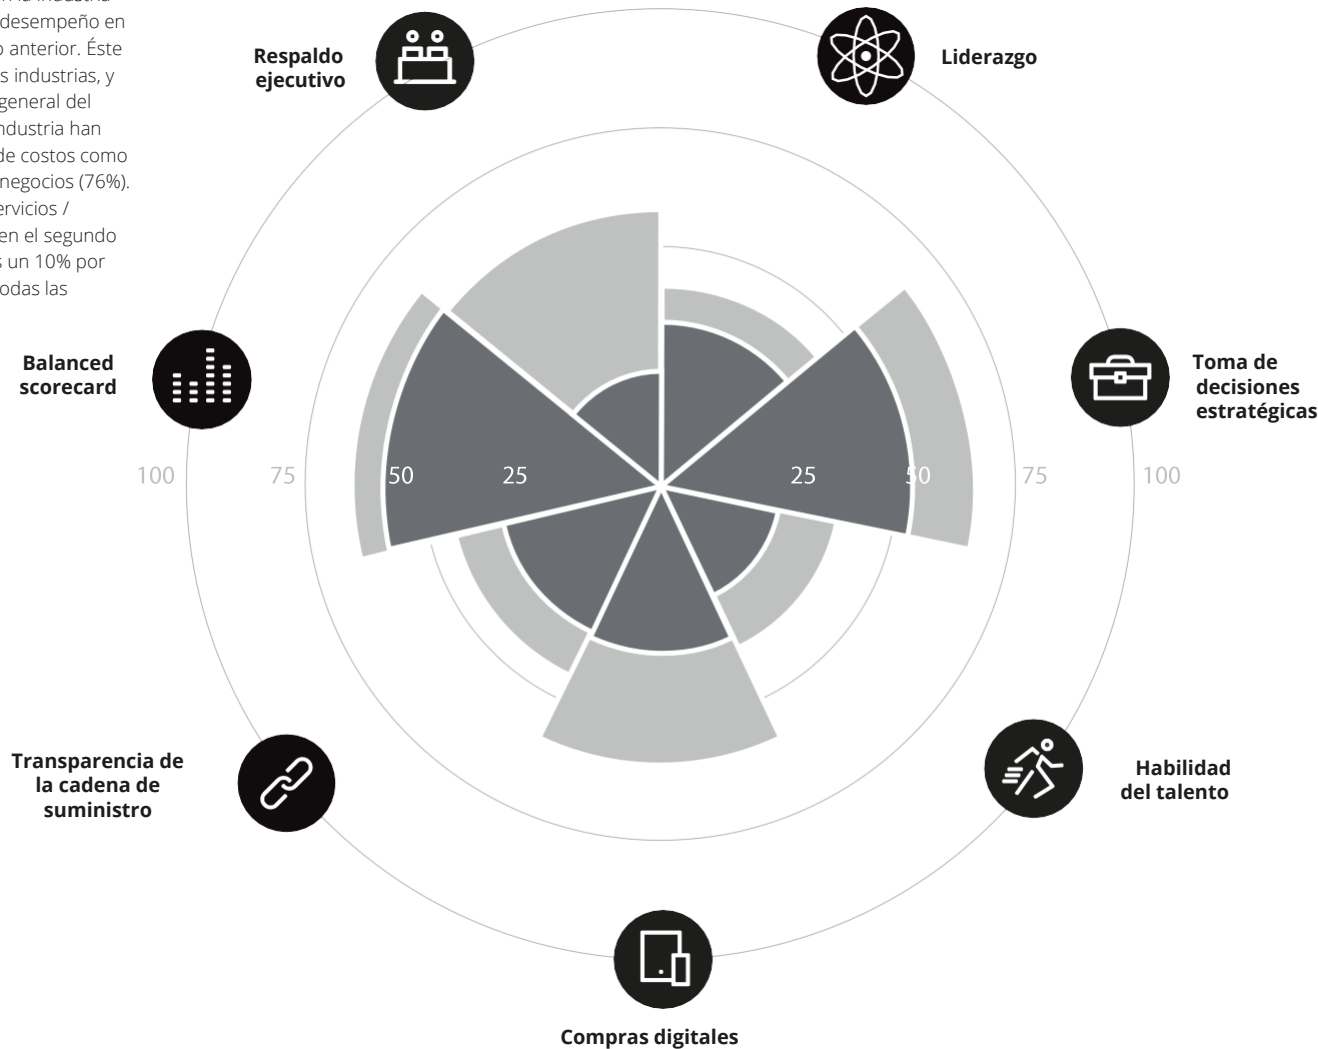 desempeño en
anterior. Éste
s industrias, y
general del
ndustria han
de costos como
negocios (76%).
ervicios /
en el segundo
s un 10% por
odas las
Respaldo
ejecutivo
Liderazgo
Balanced
scorecard
Toma de
decisiones
estratégicas
100 75 50 25 25 50 75 100
Transparencia de
la cadena de
suministro
Habilidad
del talento
Compras digitales